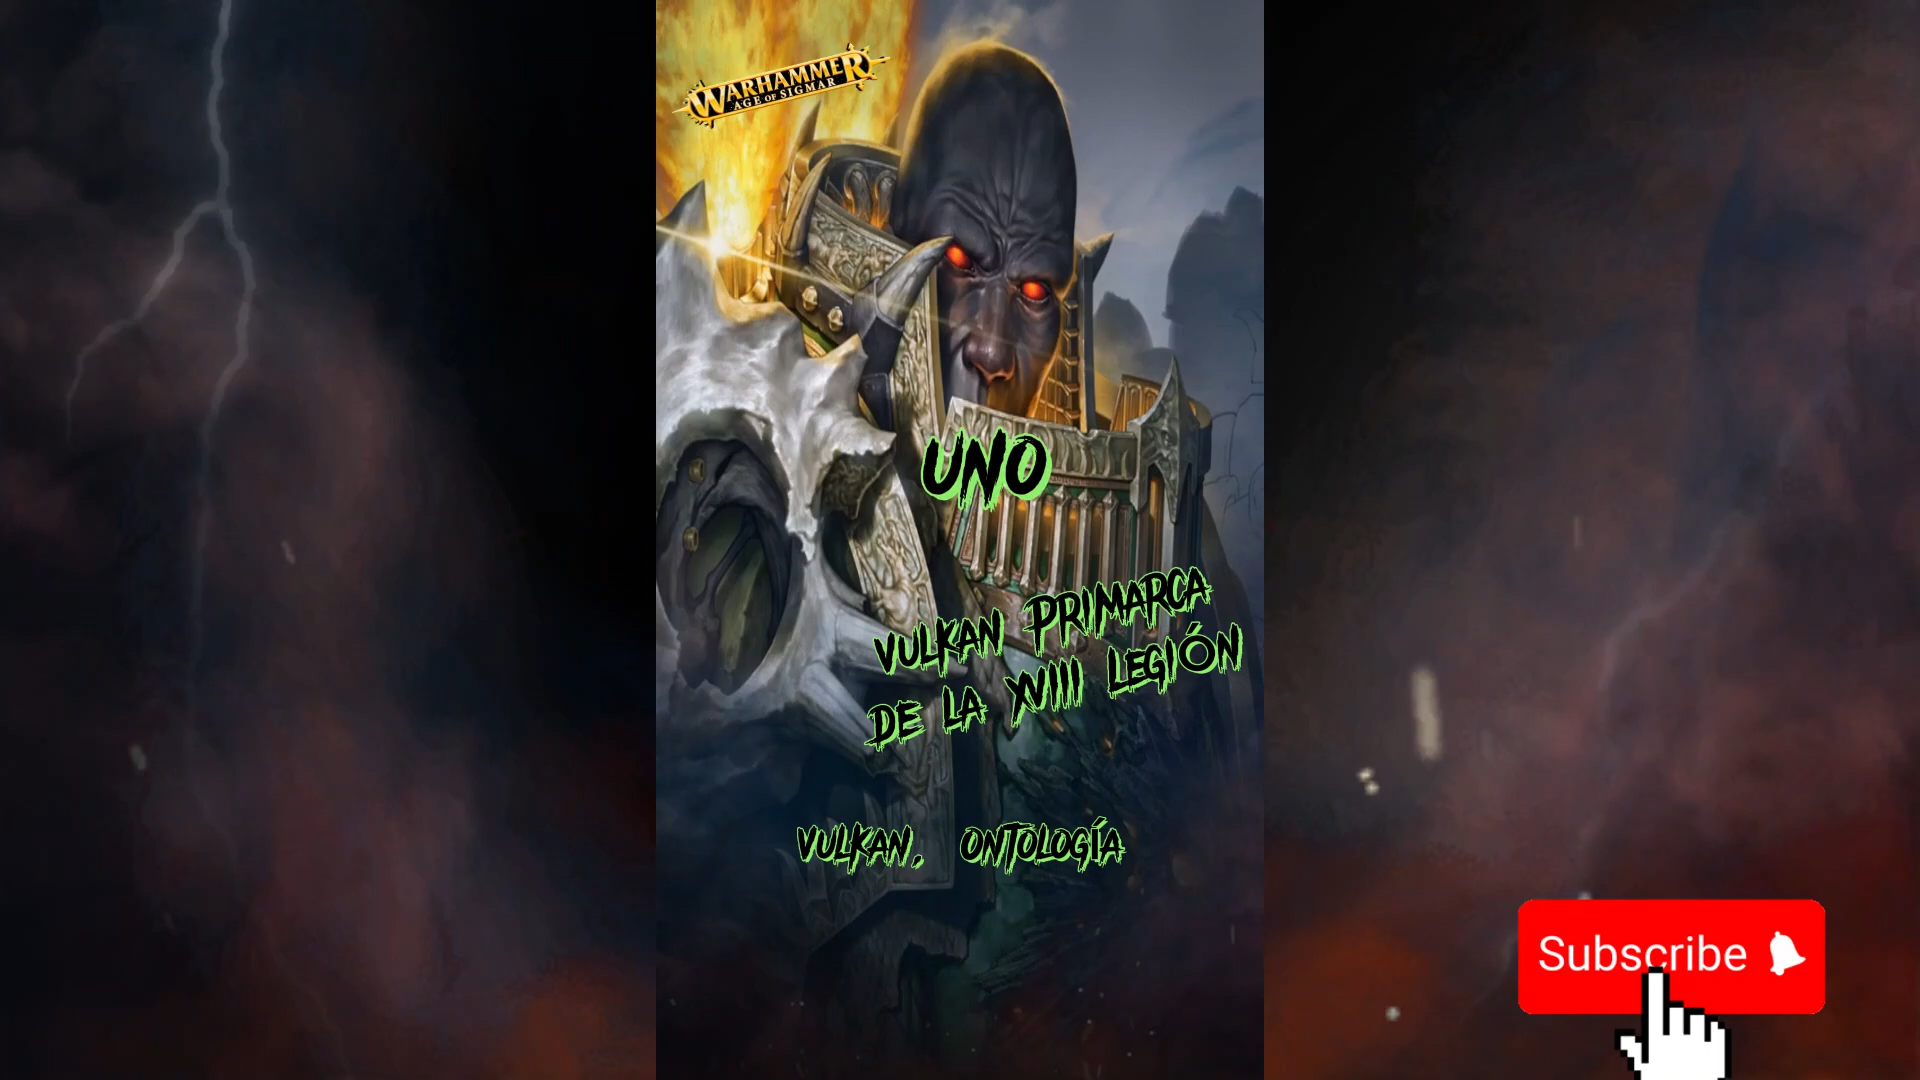 WARHAMMER
AGE OF SIGMAR
UNO
VULKAN PRIMARCA
DE LA XVIII LEGIÓN
VULKAN, ONTOLOGÍA
Subscribe